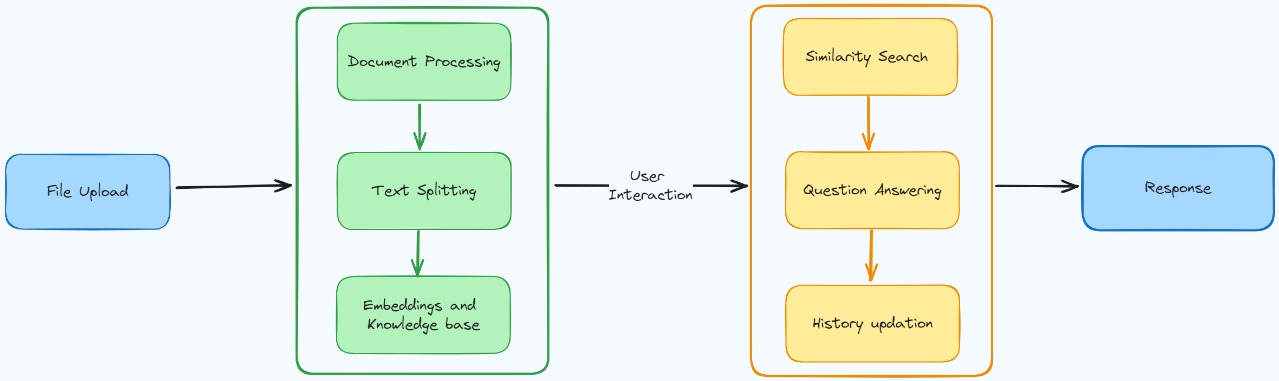 File Upload
Document Processing
Text Splitting
Embeddings and
Knowledge base
User
Interaction
Similarity Search
Question Answering
History updation
Response